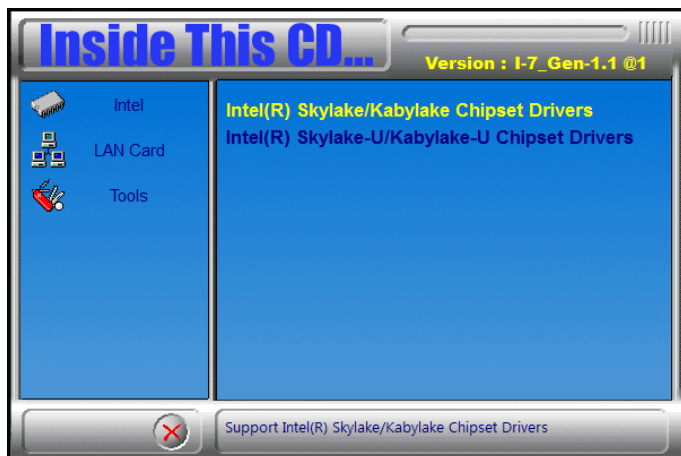 Inside This CD...
Version : I-7_Gen-1.1 @1
Intel
LAN Card
Tools
Intel(R) Skylake/Kabylake Chipset Drivers
Intel(R) Skylake-U/Kabylake-U Chipset Drivers
Support Intel(R) Skylake/Kabylake Chipset Drivers